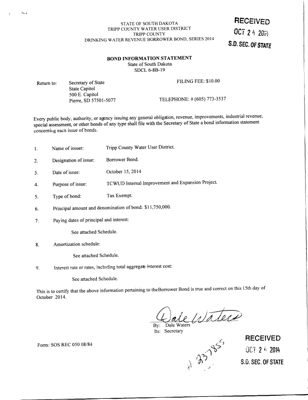 STATE OF SOUTH DAKOTA
TRIPP COUNTY WATER USER DISTRICT
TRIPP COUNTY
DRINKING WATER REVENUE BORROWER BOND, SERIES 2014
RECEIVED
OCT 24 2014
S.D. SEC. OF STATE
BOND INFORMATION STATEMENT
State of South Dakota
SDCL 6-8B-19
Return to: Secretary of State
State Capitol
500 E. Capitol
Pierre, SD 57501-5077
FILING FEE: $10.00
TELEPHONE: # (605) 773-3537
Every public body, authority, or agency issuing any general obligation, revenue, improvements, industrial revenue,
special assessment, or other bonds of any type shall file with the Secretary of State a bond information statement
concerning each issue of bonds.
1. Name of issuer: Tripp County Water User District.
2. Designation of issue: Borrower Bond.
3. Date of issue: October 15, 2014
4. Purpose of issue: TCWUD Internal Improvement and Expansion Project.
5. Type of bond: Tax Exempt.
6. Principal amount and denomination of bond: $11,750,000.
7. Paying dates of principal and interest:
See attached Schedule.
8. Amortization schedule:
See attached Schedule.
9. Interest rate or rates, including total aggregate interest cost:
See attached Schedule.
This is to certify that the above information pertaining to theBorrower Bond is true and correct on this 15th day of
October 2014.
Dale Waters
By: Dale Waters
Its: Secretary
Form: SOS REC 050 08/84
# 237855
RECEIVED
OCT 24 2014
S.D. SEC. OF STATE